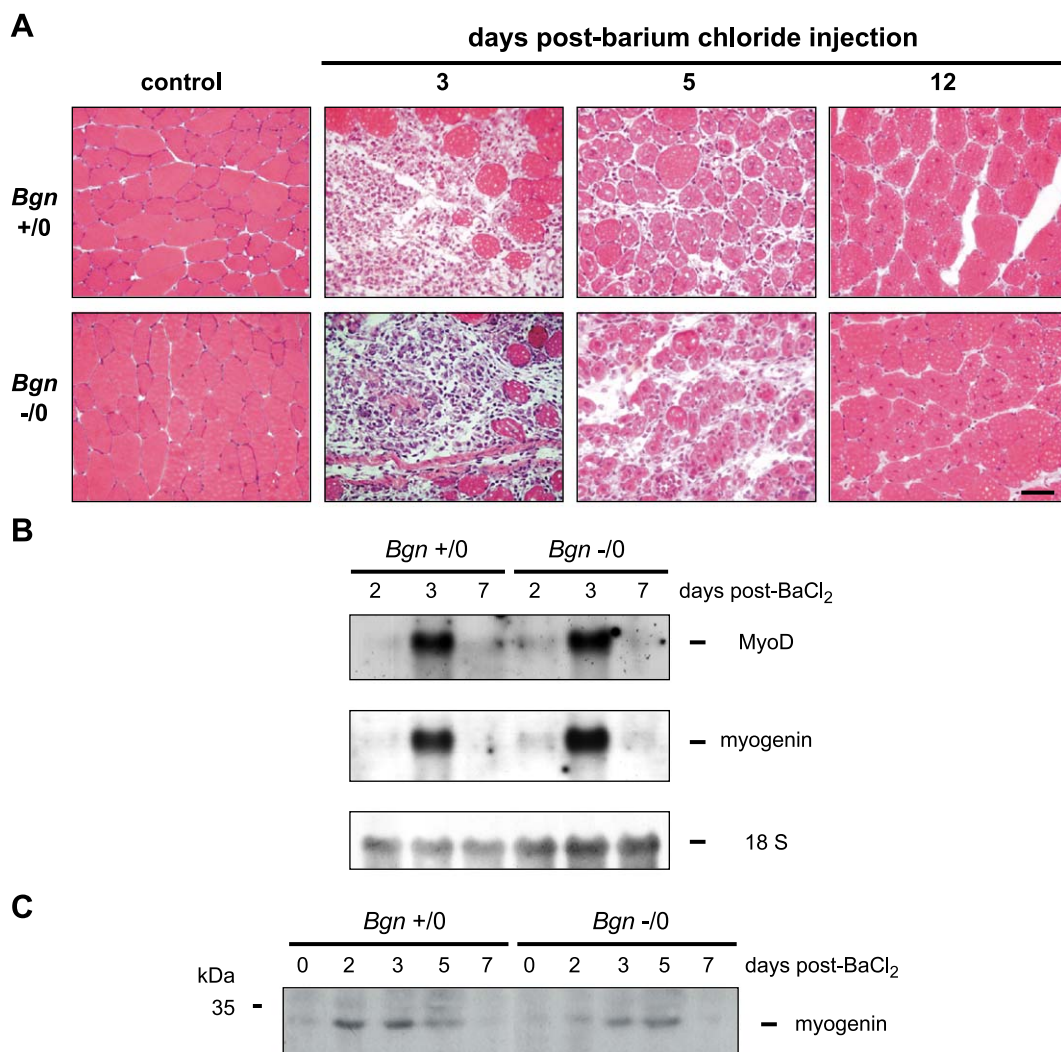 A
days post-barium chloride injection
control 3 5 12
Bgn
+/0
Bgn
-/0
B
Bgn +/0 Bgn -/0
2 3 7 2 3 7 days post-BaCl₂
MyoD
myogenin
18 S
C
Bgn +/0 Bgn -/0
kDa 0 2 3 5 7 0 2 3 5 7 days post-BaCl₂
35
myogenin